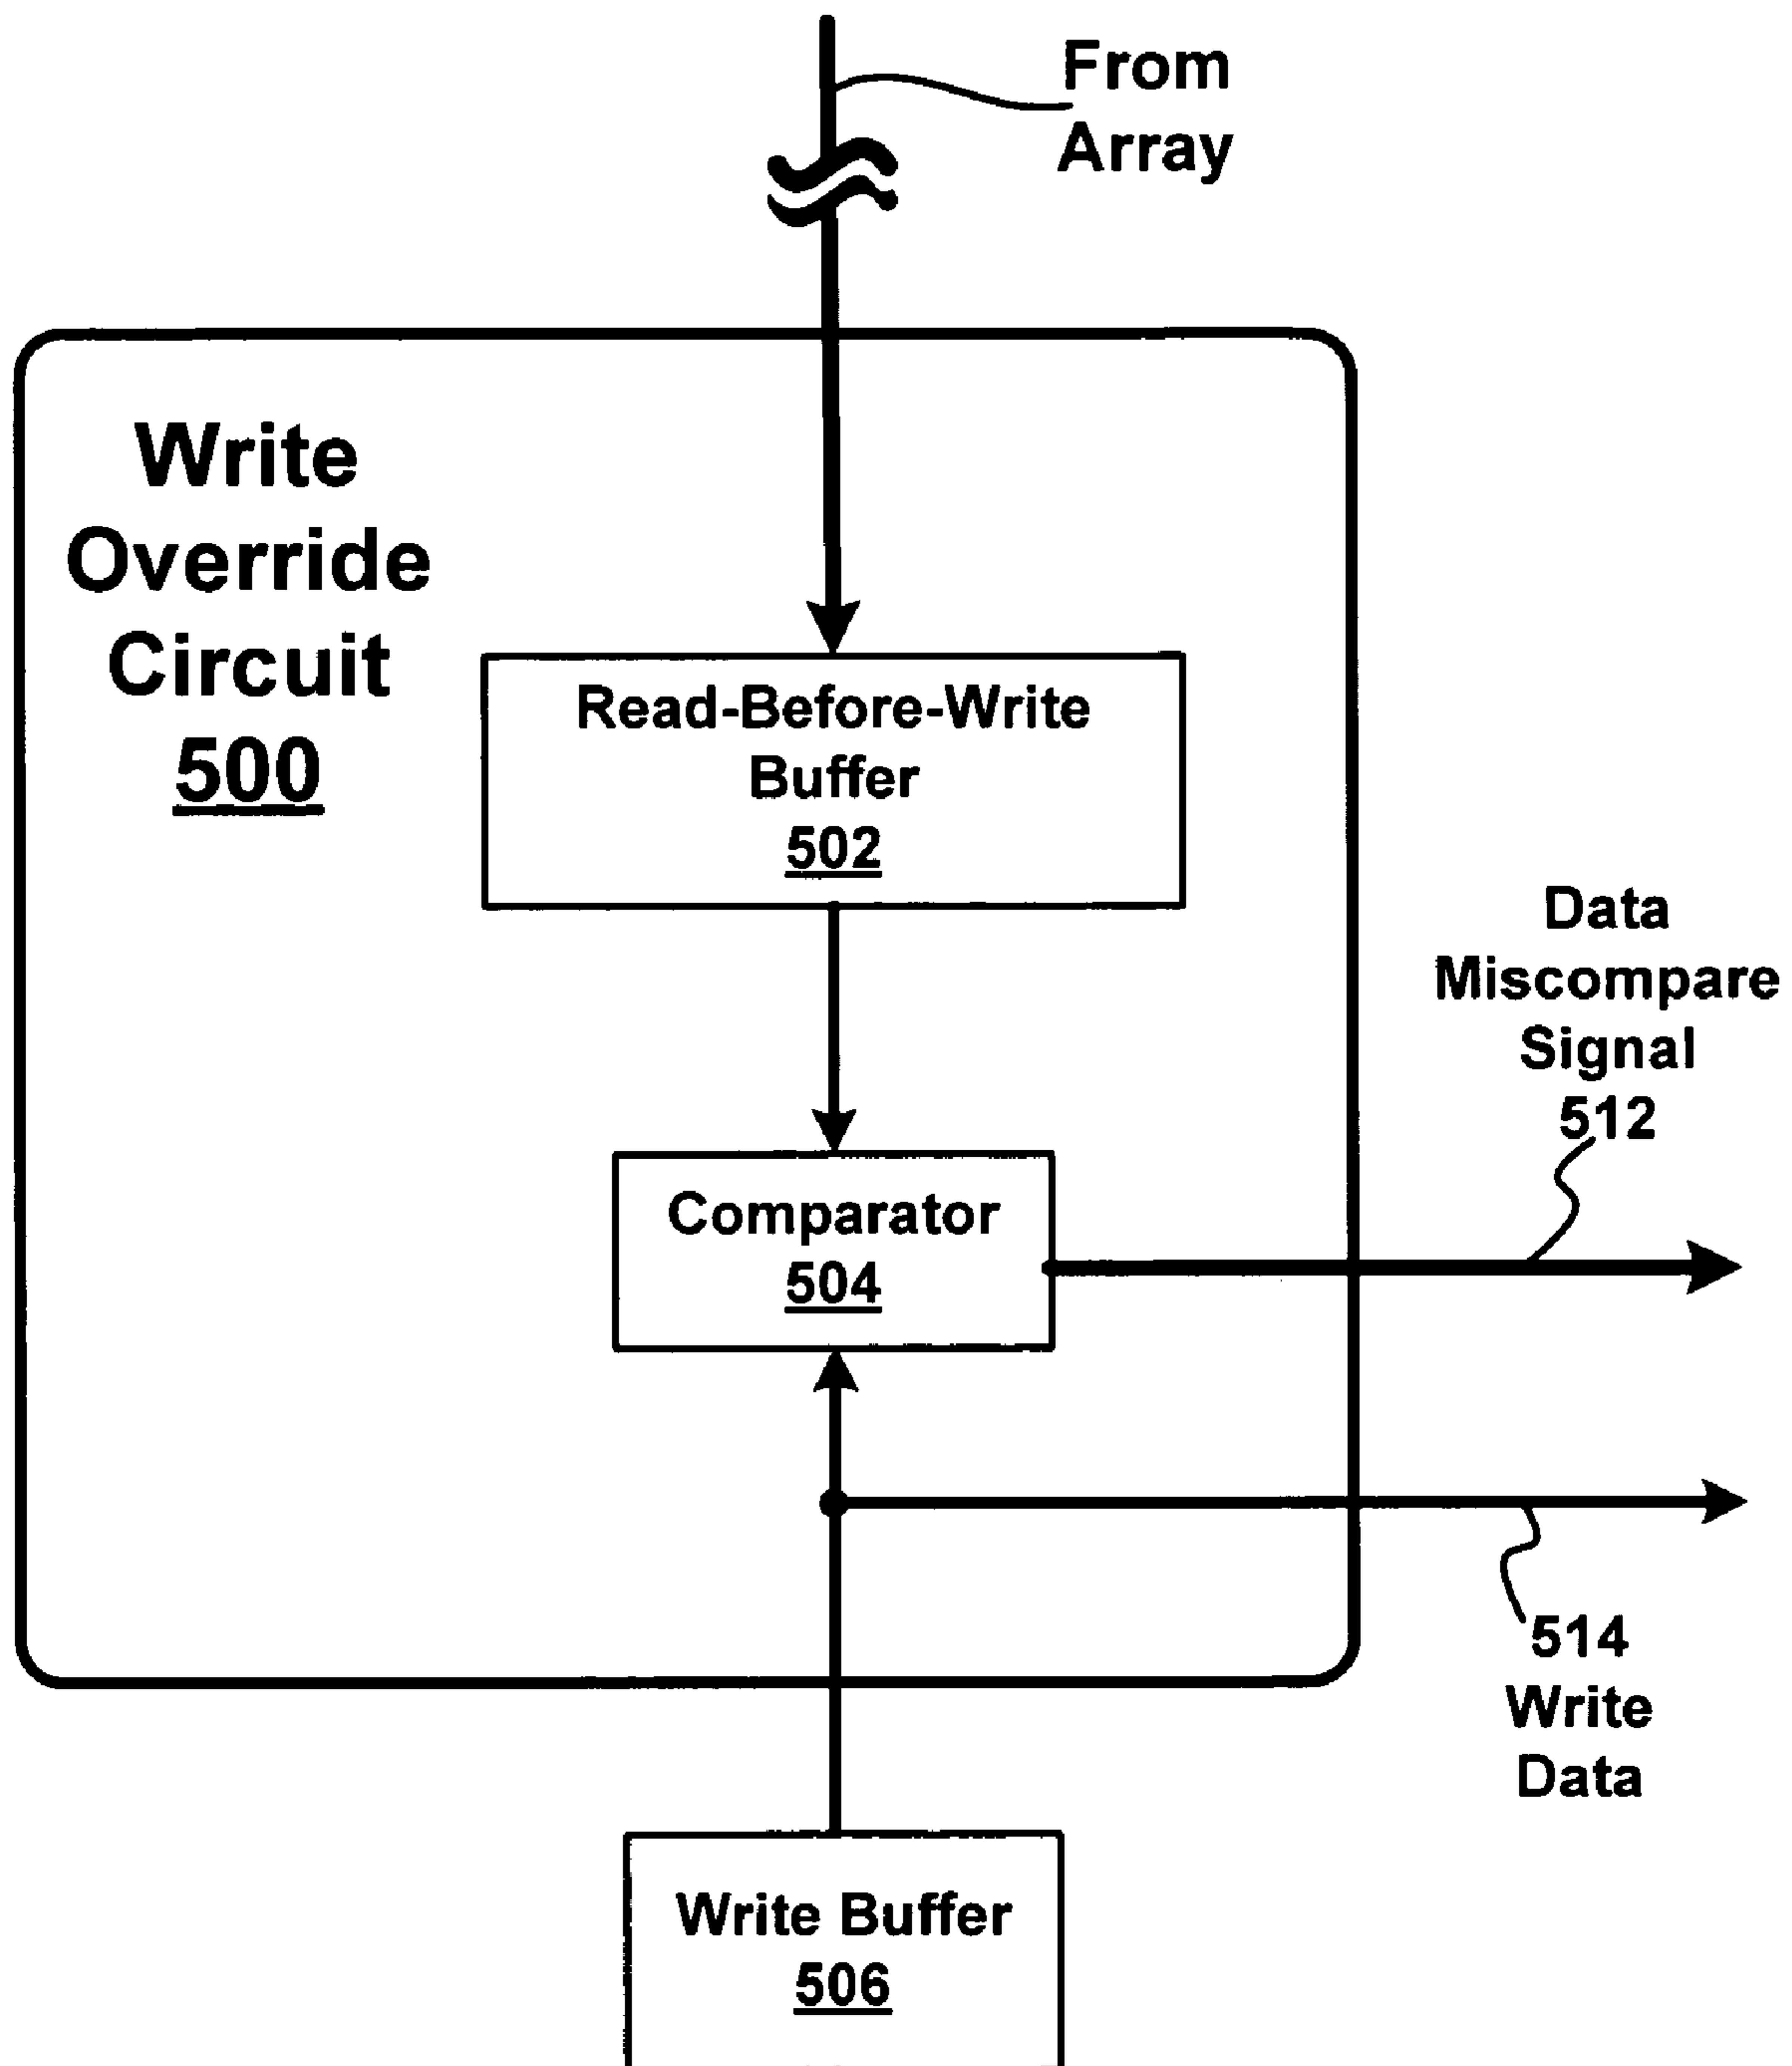 From
Array
Write
Override
Circuit
500
Read-Before-Write
Buffer
502
Data
Miscompare
Signal
512
Comparator
504
514
Write
Data
Write Buffer
506